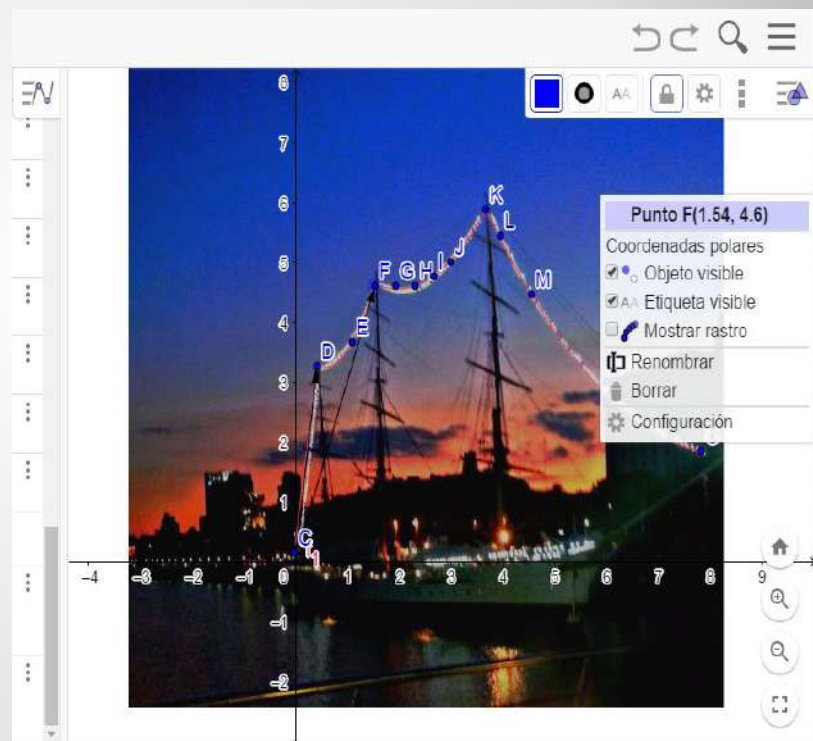 AA
Punto F(1.54, 4.6)
Coordenadas polares
Objeto visible
AA Etiqueta visible
Mostrar rastro
Renombrar
Borrar
Configuración
8
7
6
5
4
3
2
1
-1
-2
-4 -3 -2 -1 0 1 2 3 4 5 6 7 8 9
K
L
J
I
F G H
M
E
D
C
1